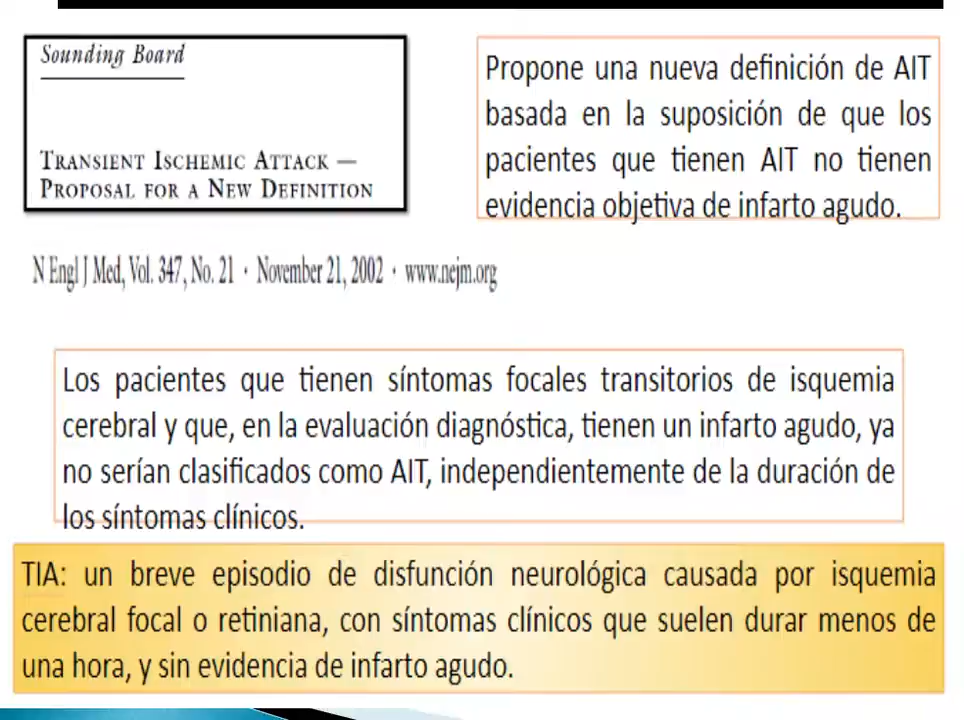 Sounding Board
TRANSIENT ISCHEMIC ATTACK —
PROPOSAL FOR A NEW DEFINITION
Propone una nueva definición de AIT
basada en la suposición de que los
pacientes que tienen AIT no tienen
evidencia objetiva de infarto agudo.
N Engl J Med, Vol. 347, No. 21 · November 21, 2002 · www.nejm.org
Los pacientes que tienen síntomas focales transitorios de isquemia
cerebral y que, en la evaluación diagnóstica, tienen un infarto agudo, ya
no serían clasificados como AIT, independientemente de la duración de
los síntomas clínicos.
TIA: un breve episodio de disfunción neurológica causada por isquemia
cerebral focal o retiniana, con síntomas clínicos que suelen durar menos de
una hora, y sin evidencia de infarto agudo.